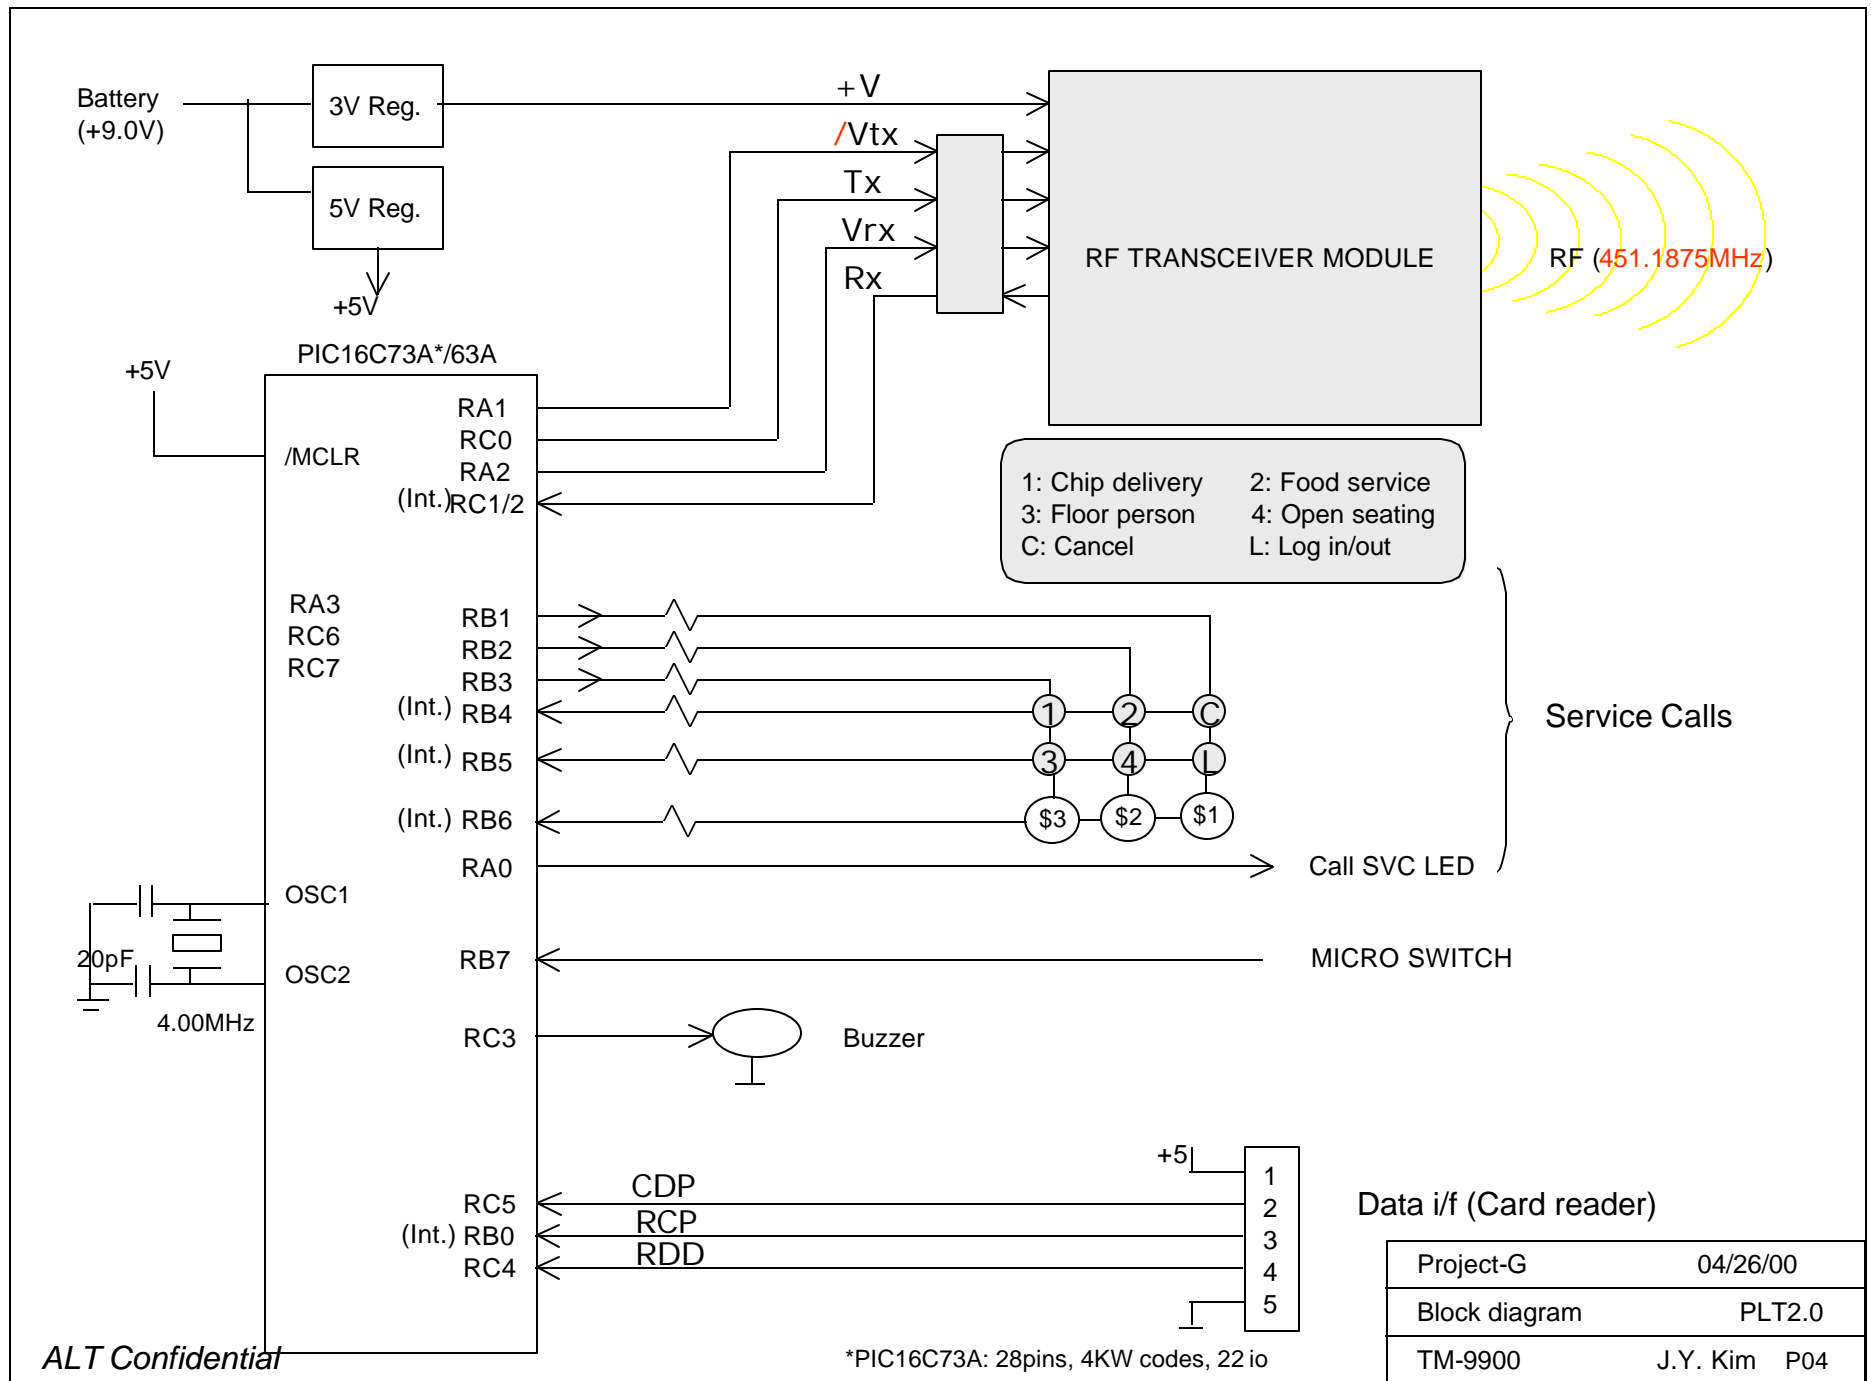 Battery
(+9.0V)
3V Reg.
5V Reg.
+5V
+V
/Vtx
Tx
Vrx
Rx
RF TRANSCEIVER MODULE
RF (451.1875MHz)
PIC16C73A*/63A
+5V
/MCLR
RA1
RC0
RA2
(Int.) RC1/2
1: Chip delivery 2: Food service
3: Floor person 4: Open seating
C: Cancel L: Log in/out
RA3
RC6
RC7
RB1
RB2
RB3
(Int.) RB4
1 2 C
(Int.) RB5
3 4 L
(Int.) RB6
$3 $2 $1
Service Calls
RA0
Call SVC LED
OSC1
20pF
OSC2
4.00MHz
RB7
MICRO SWITCH
RC3
Buzzer
+5
1
2
3
4
5
RC5
CDP
(Int.) RB0
RCP
RC4
RDD
Data i/f (Card reader)
Project-G 04/26/00
Block diagram PLT2.0
TM-9900 J.Y. Kim P04
ALT Confidential
*PIC16C73A: 28pins, 4KW codes, 22 io